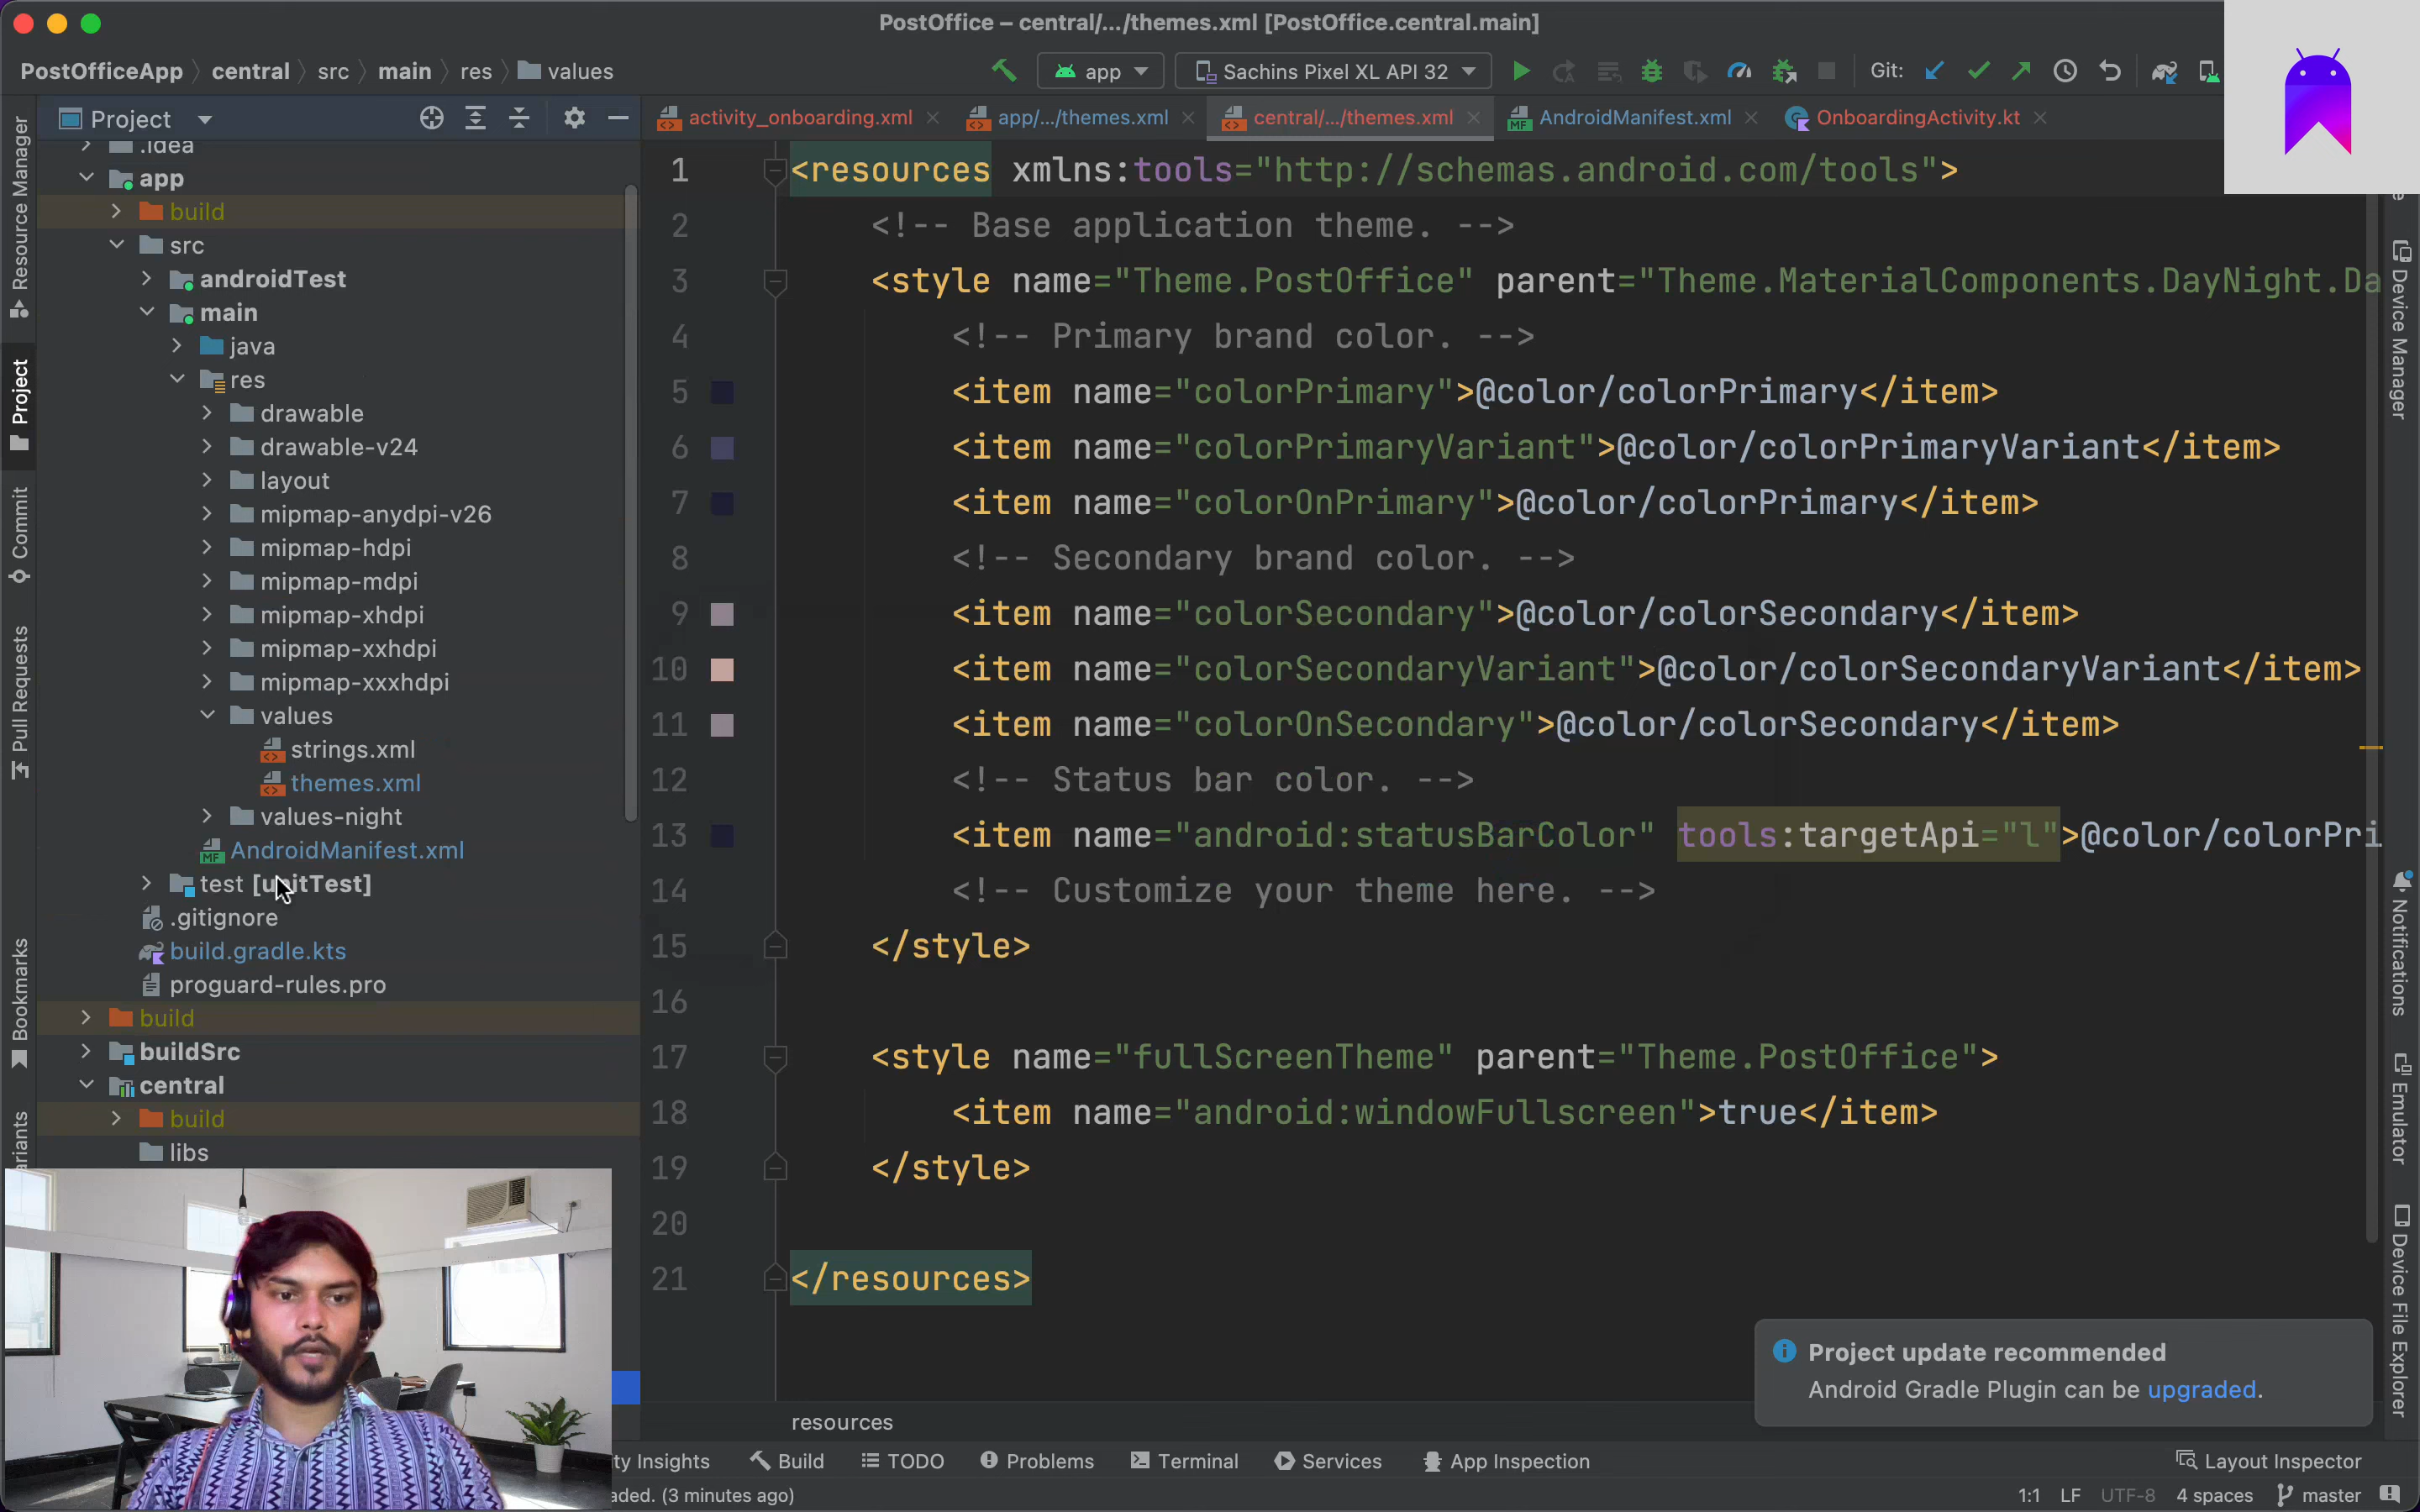 PostOffice – central/.../themes.xml [PostOffice.central.main]
PostOfficeApp central src main res values
app
Sachins Pixel XL API 32
Git:
Project
activity_onboarding.xml
app/.../themes.xml
central/.../themes.xml
AndroidManifest.xml
OnboardingActivity.kt
Resource Manager
Project
Commit
Pull Requests
Bookmarks
.idea
app
build
src
androidTest
main
java
res
drawable
drawable-v24
layout
mipmap-anydpi-v26
mipmap-hdpi
mipmap-mdpi
mipmap-xhdpi
mipmap-xxhdpi
mipmap-xxxhdpi
values
strings.xml
themes.xml
values-night
AndroidManifest.xml
test [unitTest]
.gitignore
build.gradle.kts
proguard-rules.pro
build
buildSrc
central
build
libs
1 <resources xmlns:tools="http://schemas.android.com/tools">
2 <!-- Base application theme. -->
3 <style name="Theme.PostOffice" parent="Theme.MaterialComponents.DayNight.Da
4 <!-- Primary brand color. -->
5 <item name="colorPrimary">@color/colorPrimary</item>
6 <item name="colorPrimaryVariant">@color/colorPrimaryVariant</item>
7 <item name="colorOnPrimary">@color/colorPrimary</item>
8 <!-- Secondary brand color. -->
9 <item name="colorSecondary">@color/colorSecondary</item>
10 <item name="colorSecondaryVariant">@color/colorSecondaryVariant</item>
11 <item name="colorOnSecondary">@color/colorSecondary</item>
12 <!-- Status bar color. -->
13 <item name="android:statusBarColor" tools:targetApi="l">@color/colorPri
14 <!-- Customize your theme here. -->
15 </style>
16
17 <style name="fullScreenTheme" parent="Theme.PostOffice">
18 <item name="android:windowFullscreen">true</item>
19 </style>
20
21 </resources>
Device Manager
Notifications
Emulator
Device File Explorer
Project update recommended
Android Gradle Plugin can be upgraded.
resources
ty Insights
Build
TODO
Problems
Terminal
Services
App Inspection
Layout Inspector
aded. (3 minutes ago)
1:1 LF UTF-8 4 spaces master